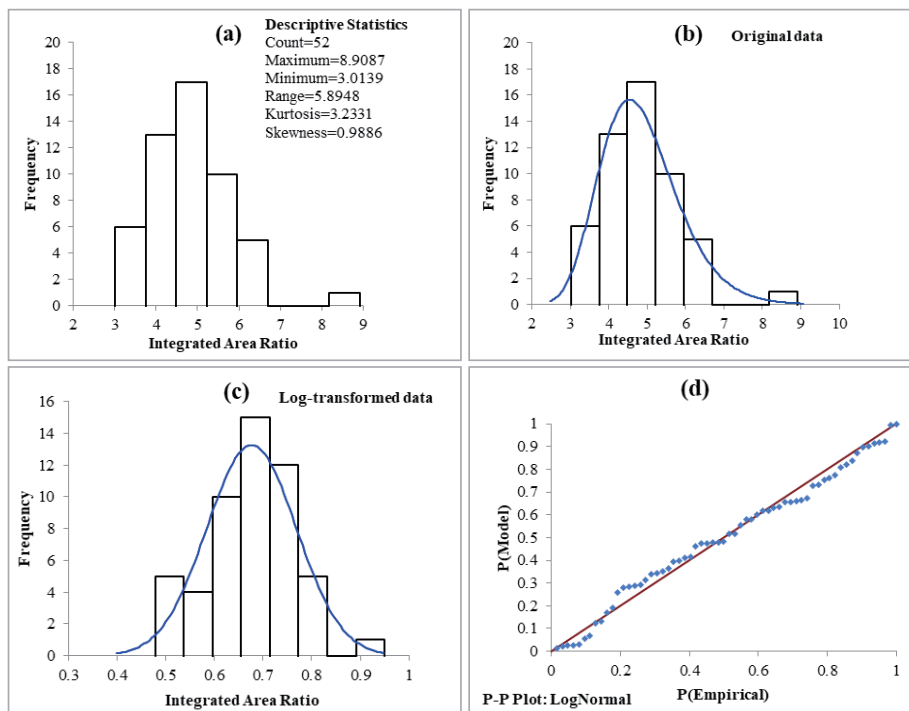 (a)
Descriptive Statistics
Count=52
Maximum=8.9087
Minimum=3.0139
Range=5.8948
Kurtosis=3.2331
Skewness=0.9886
Frequency
20
18
16
14
12
10
8
6
4
2
0
2 3 4 5 6 7 8 9
Integrated Area Ratio
(b)
Original data
Frequency
20
18
16
14
12
10
8
6
4
2
0
2 3 4 5 6 7 8 9 10
Integrated Area Ratio
(c)
Log-transformed data
Frequency
16
14
12
10
8
6
4
2
0
0.3 0.4 0.5 0.6 0.7 0.8 0.9 1
Integrated Area Ratio
(d)
P(Model)
1
0.9
0.8
0.7
0.6
0.5
0.4
0.3
0.2
0.1
0
0 0.2 0.4 0.6 0.8 1
P(Empirical)
P-P Plot: LogNormal